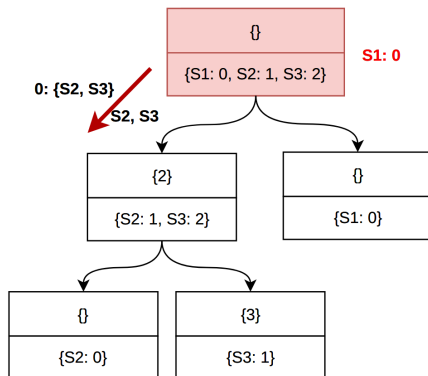 {}
{S1: 0, S2: 1, S3: 2}
S1: 0
0: {S2, S3}
S2, S3
{2}
{S2: 1, S3: 2}
{}
{S1: 0}
{}
{S2: 0}
{3}
{S3: 1}